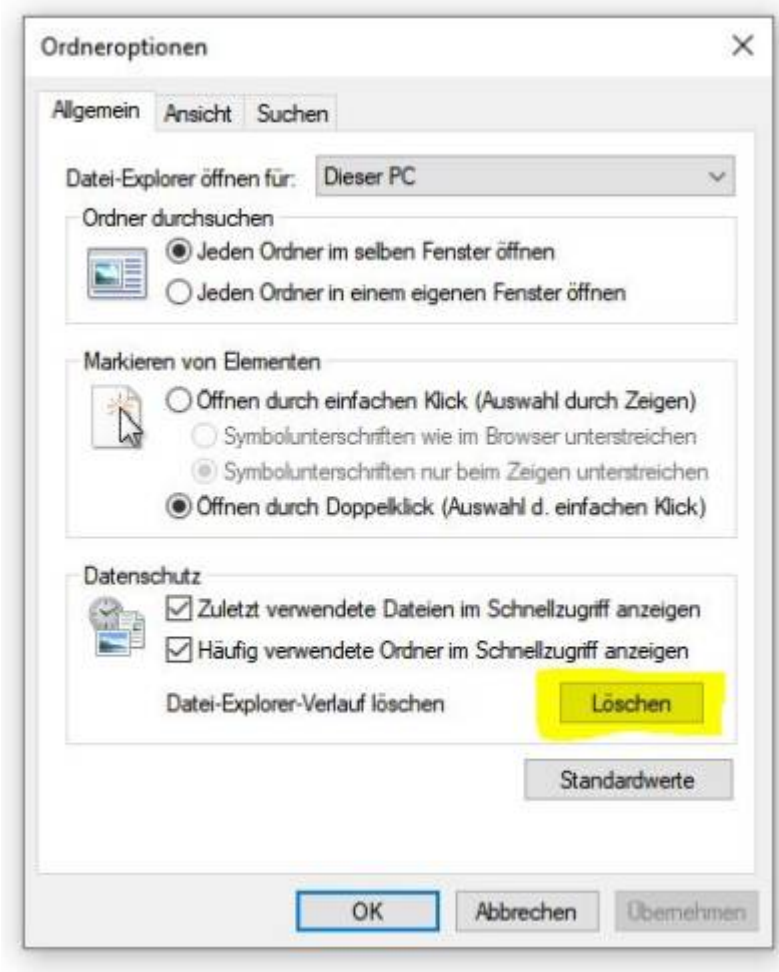 Ordneroptionen
Allgemein Ansicht Suchen
Datei-Explorer öffnen für: Dieser PC
Ordner durchsuchen
Jeden Ordner im selben Fenster öffnen
Jeden Ordner in einem eigenen Fenster öffnen
Markieren von Elementen
Öffnen durch einfachen Klick (Auswahl durch Zeigen)
Symbolunterschriften wie im Browser unterstreichen
Symbolunterschriften nur beim Zeigen unterstreichen
Öffnen durch Doppelklick (Auswahl d. einfachen Klick)
Datenschutz
Zuletzt verwendete Dateien im Schnellzugriff anzeigen
Häufig verwendete Ordner im Schnellzugriff anzeigen
Datei-Explorer-Verlauf löschen Löschen
Standardwerte
OK Abbrechen Übernehmen